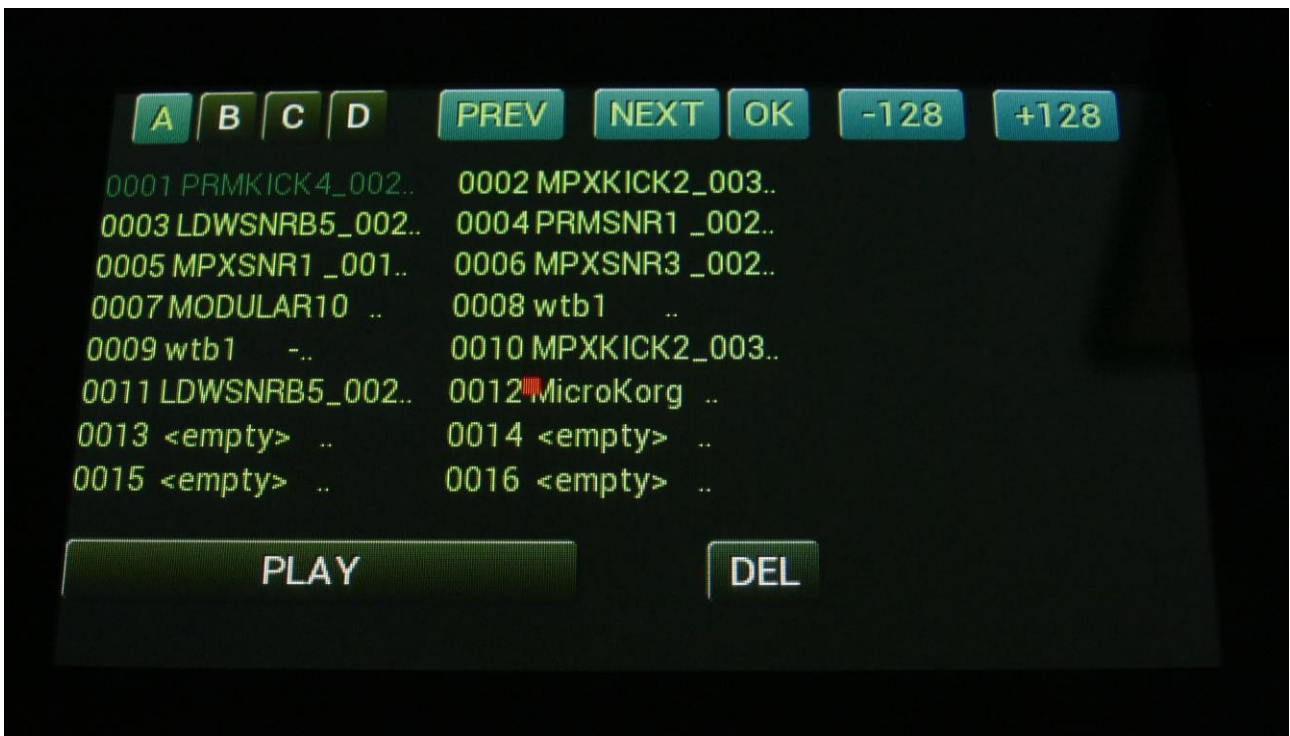 A B C D PREV NEXT OK -128 +128
0001 PRMKICK4_002.. 0002 MPXKICK2_003..
0003 LDWSNRB5_002.. 0004 PRMSNR1 _002..
0005 MPXSNR1 _001.. 0006 MPXSNR3 _002..
0007 MODULAR10 .. 0008 wtb1 ..
0009 wtb1 -.. 0010 MPXKICK2_003..
0011 LDWSNRB5_002.. 0012 MicroKorg ..
0013 <empty> .. 0014 <empty> ..
0015 <empty> .. 0016 <empty> ..
PLAY DEL